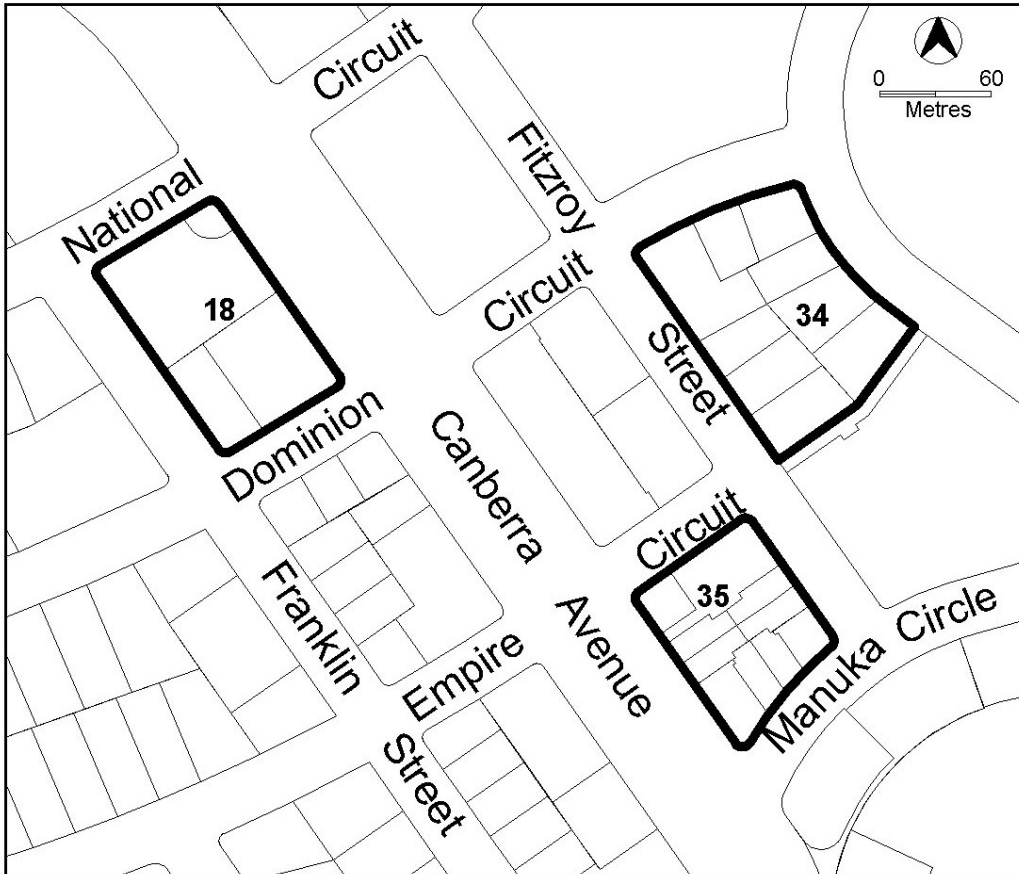 Circuit
0 60
Metres
Fitzroy
National
Circuit
18
34
Street
Dominion
Canberra
Circuit
35
Franklin
Avenue
Circle
Manuka
Empire
Street